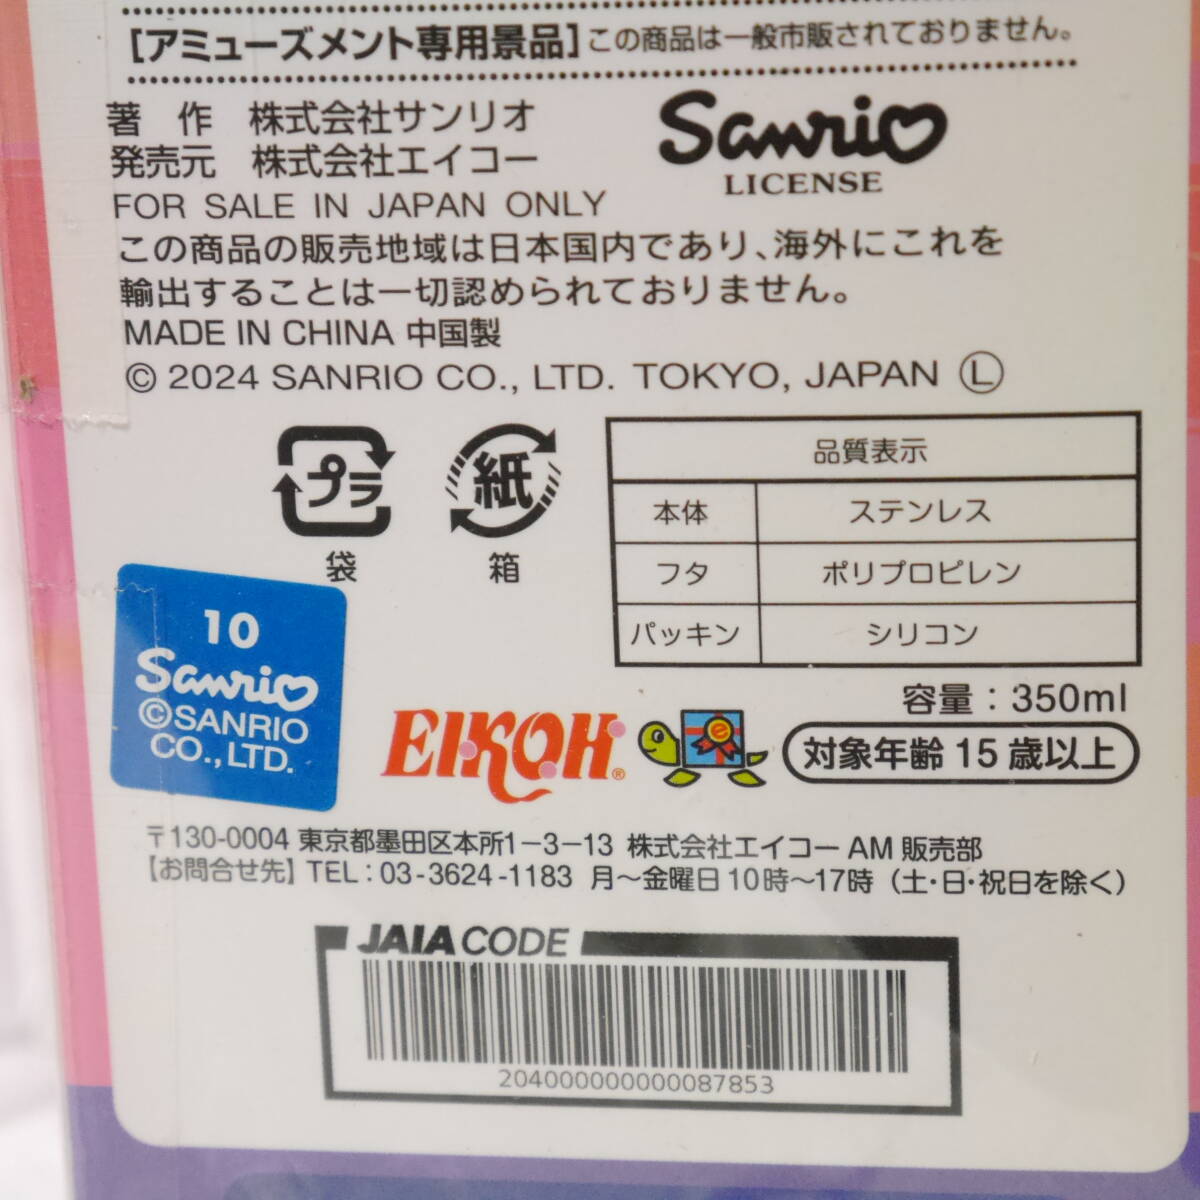 [アミューズメント専用景品]この商品は一般市販されておりません。
著 作 株式会社サンリオ
発売元 株式会社エイコー
Sanrio
LICENSE
FOR SALE IN JAPAN ONLY
この商品の販売地域は日本国内であり、海外にこれを
輸出することは一切認められておりません。
MADE IN CHINA 中国製
© 2024 SANRIO CO., LTD. TOKYO, JAPAN Ⓛ
プラ
袋
紙
箱
品質表示
本体 ステンレス
フタ ポリプロピレン
パッキン シリコン
容量：350ml
対象年齢 15 歳以上
10
Sanrio
©SANRIO
CO.,LTD.
EIKOH®
e
〒130-0004 東京都墨田区本所1-3-13 株式会社エイコー AM 販売部
【お問合せ先】TEL：03-3624-1183 月～金曜日10時～17時（土・日・祝日を除く）
JAIA CODE
2040000000000087853